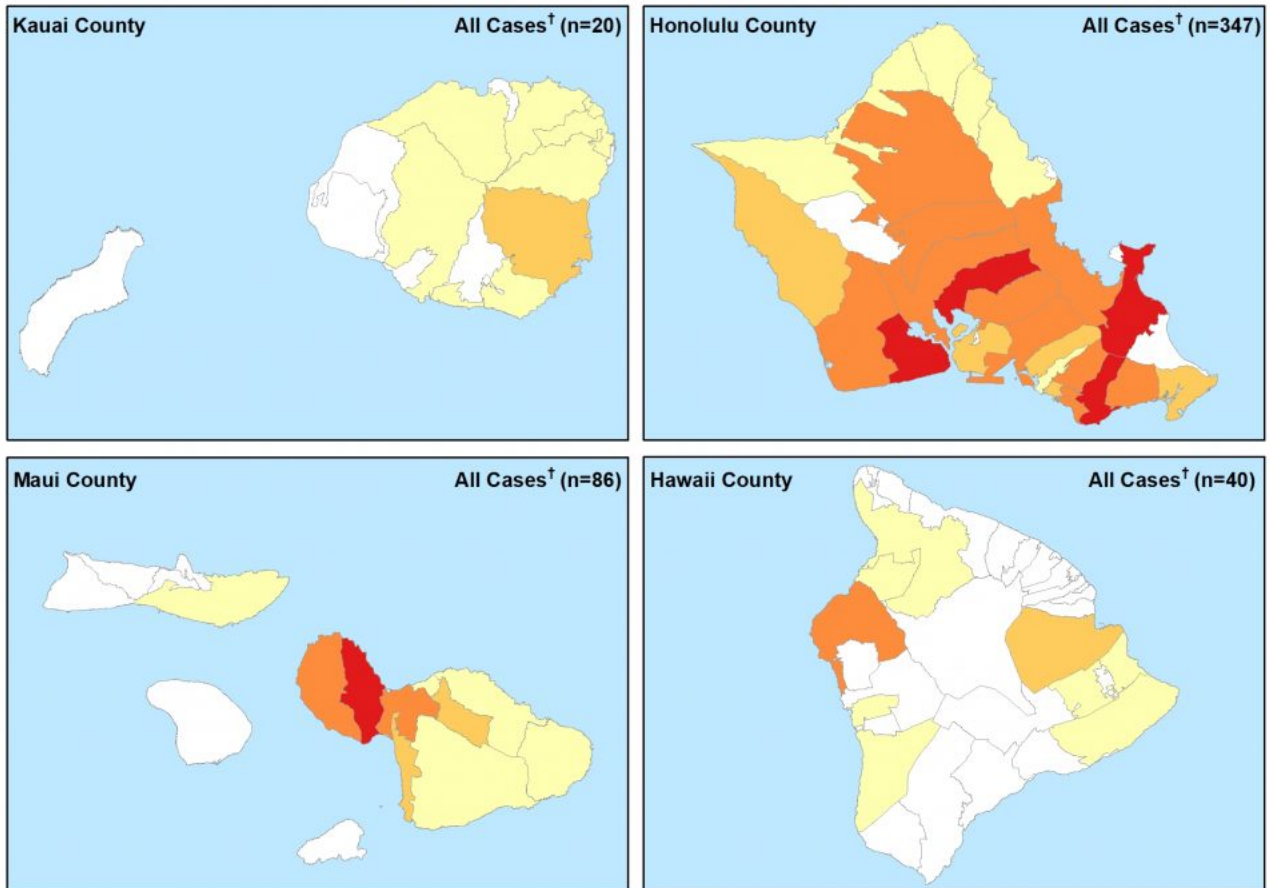 Kauai County All Cases† (n=20)
Honolulu County All Cases† (n=347)
Maui County All Cases† (n=86)
Hawaii County All Cases† (n=40)